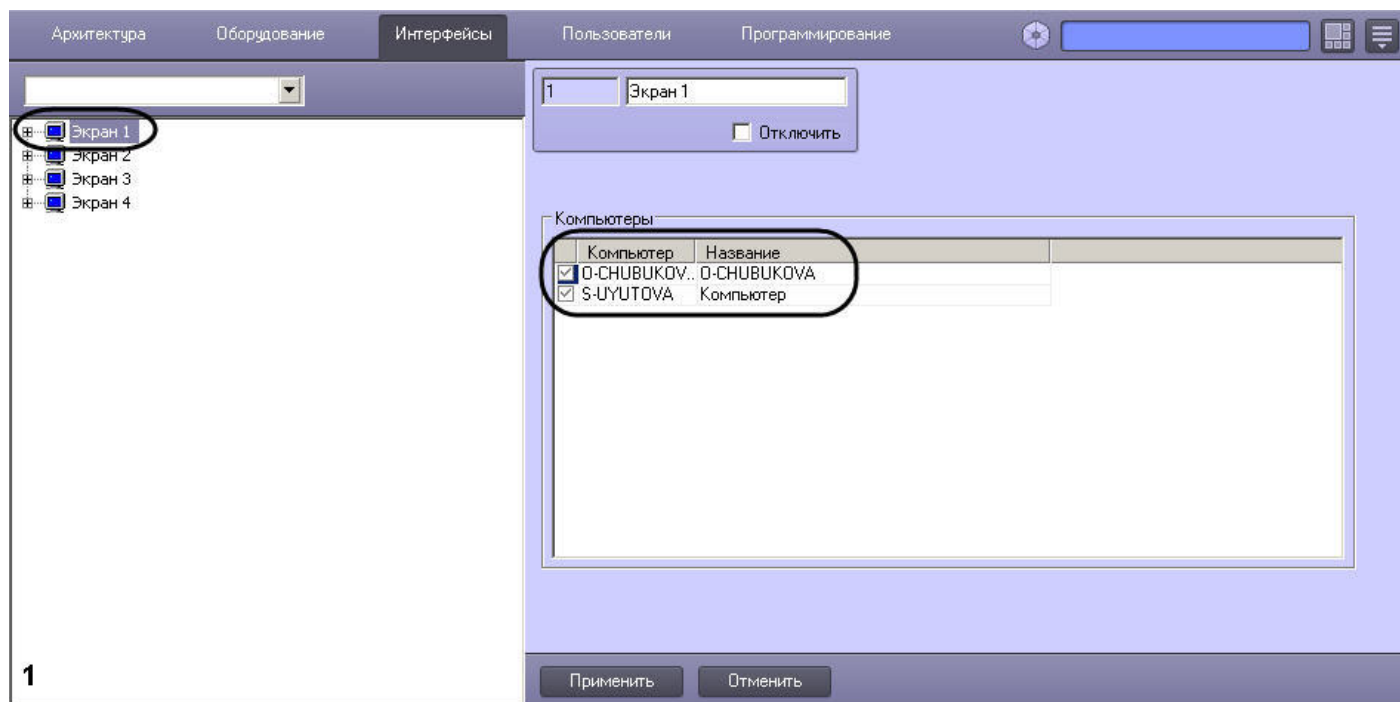 Архитектура Оборудование Интерфейсы Пользователи Программирование
1 Экран 1
Отключить
Экран 1
Экран 2
Экран 3
Экран 4
Компьютеры
Компьютер Название
O-CHUBUKOV.. O-CHUBUKOVA
S-UYUTOVA Компьютер
1
Применить Отменить